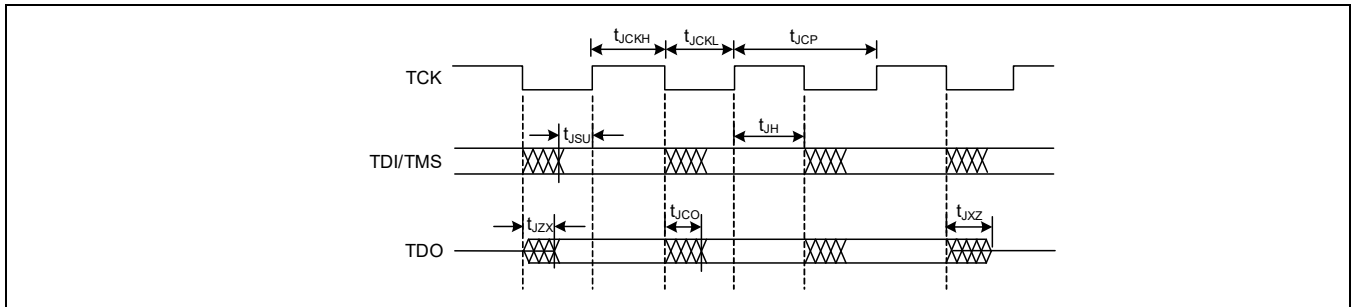 tJCKH tJCKL tJCP
TCK
tJSU tJH
TDI/TMS
tJZX tJCO tJXZ
TDO